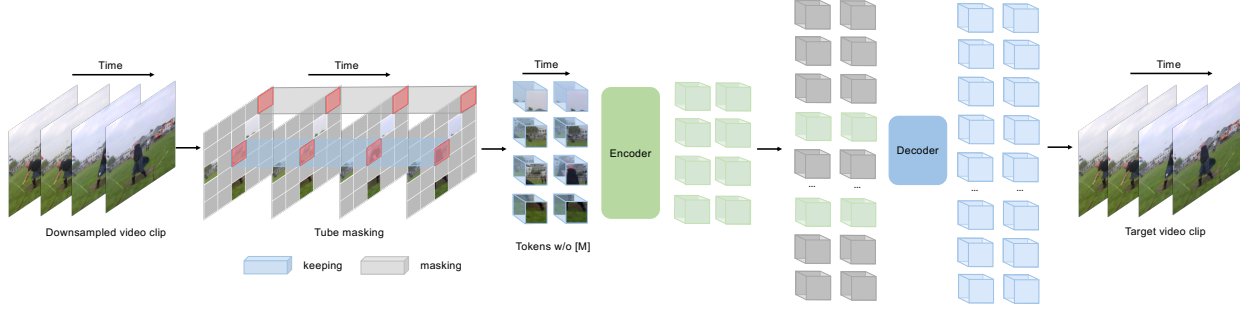 Time
Time
Time
Time
Encoder
Decoder
...
...
...
...
Downsampled video clip
Tube masking
Tokens w/o [M]
Target video clip
keeping
masking